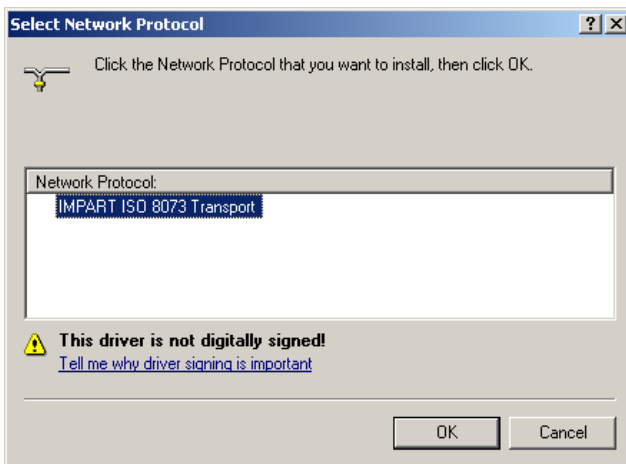 Select Network Protocol
Click the Network Protocol that you want to install, then click OK.
Network Protocol:
IMPART ISO 8073 Transport
This driver is not digitally signed!
Tell me why driver signing is important
OK Cancel